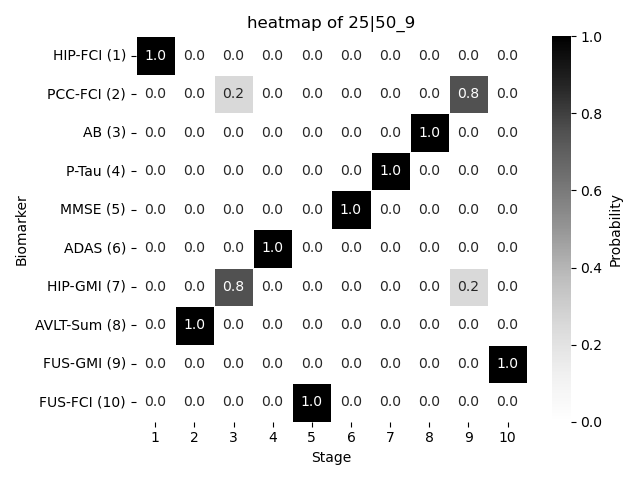 heatmap of 25|50_9
HIP-FCI (1) 1.0 0.0 0.0 0.0 0.0 0.0 0.0 0.0 0.0 0.0
PCC-FCI (2) 0.0 0.0 0.2 0.0 0.0 0.0 0.0 0.0 0.8 0.0
AB (3) 0.0 0.0 0.0 0.0 0.0 0.0 0.0 1.0 0.0 0.0
P-Tau (4) 0.0 0.0 0.0 0.0 0.0 0.0 1.0 0.0 0.0 0.0
MMSE (5) 0.0 0.0 0.0 0.0 0.0 1.0 0.0 0.0 0.0 0.0
ADAS (6) 0.0 0.0 0.0 1.0 0.0 0.0 0.0 0.0 0.0 0.0
HIP-GMI (7) 0.0 0.0 0.8 0.0 0.0 0.0 0.0 0.0 0.2 0.0
AVLT-Sum (8) 0.0 1.0 0.0 0.0 0.0 0.0 0.0 0.0 0.0 0.0
FUS-GMI (9) 0.0 0.0 0.0 0.0 0.0 0.0 0.0 0.0 0.0 1.0
FUS-FCI (10) 0.0 0.0 0.0 0.0 1.0 0.0 0.0 0.0 0.0 0.0
1 2 3 4 5 6 7 8 9 10
Stage
Biomarker
1.0
0.8
0.6
0.4
0.2
0.0
Probability